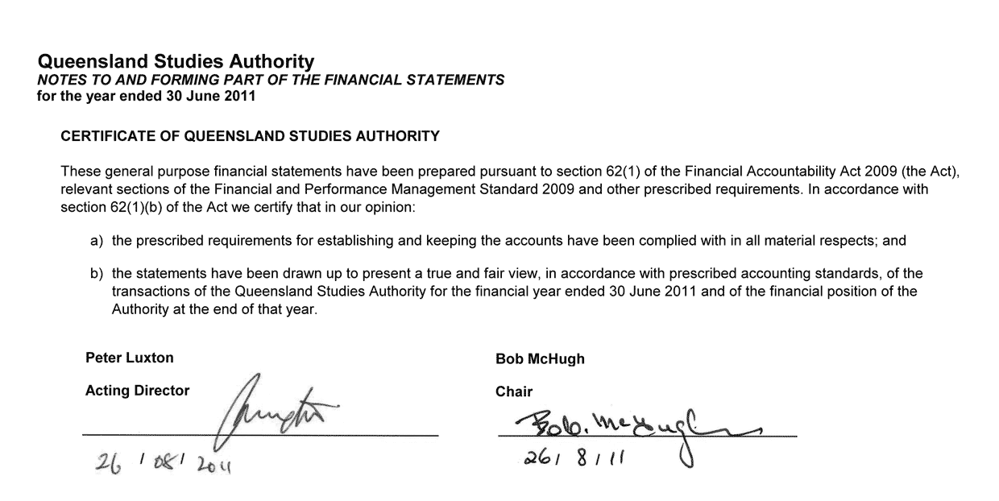 Queensland Studies Authority
NOTES TO AND FORMING PART OF THE FINANCIAL STATEMENTS
for the year ended 30 June 2011
CERTIFICATE OF QUEENSLAND STUDIES AUTHORITY
These general purpose financial statements have been prepared pursuant to section 62(1) of the Financial Accountability Act 2009 (the Act),
relevant sections of the Financial and Performance Management Standard 2009 and other prescribed requirements. In accordance with
section 62(1)(b) of the Act we certify that in our opinion:
a) the prescribed requirements for establishing and keeping the accounts have been complied with in all material respects; and
b) the statements have been drawn up to present a true and fair view, in accordance with prescribed accounting standards, of the
transactions of the Queensland Studies Authority for the financial year ended 30 June 2011 and of the financial position of the
Authority at the end of that year.
Peter Luxton
Acting Director
26 / 08 / 2011
Bob McHugh
Chair
Bob. McHugh
26 / 8 / 11